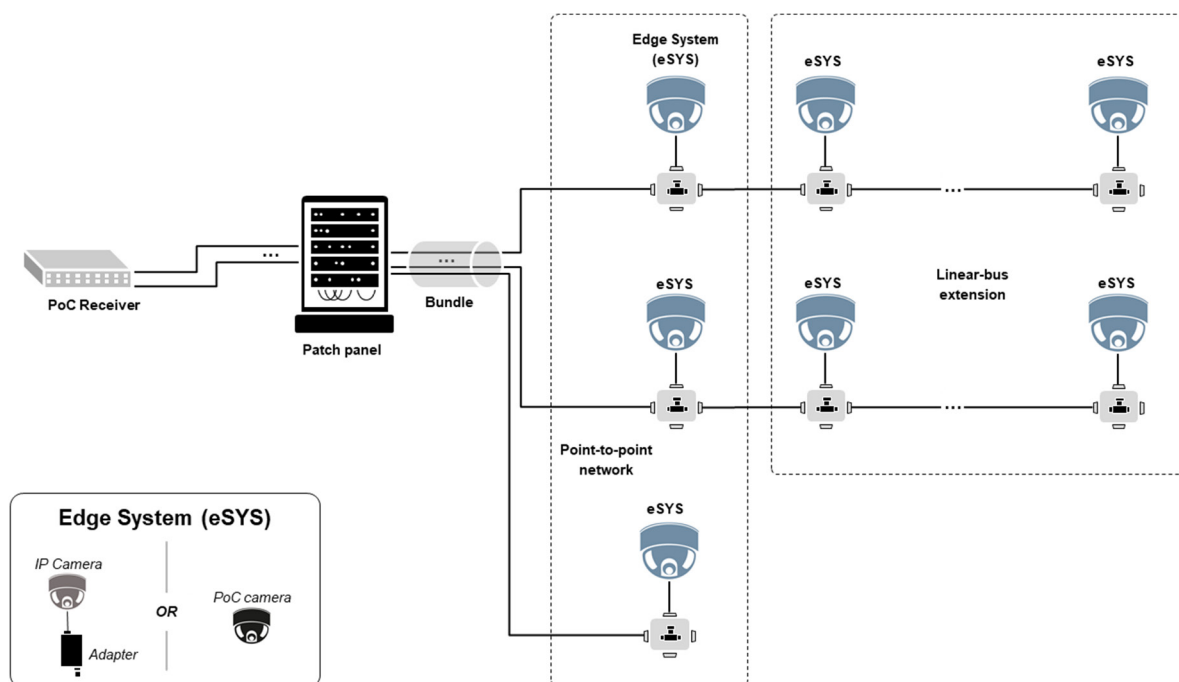 Edge System
(eSYS)
eSYS
eSYS
...
...
PoC Receiver
Patch panel
...
Bundle
...
eSYS
eSYS
eSYS
Linear-bus
extension
...
Point-to-point
network
eSYS
Edge System (eSYS)
IP Camera
Adapter
OR
PoC camera